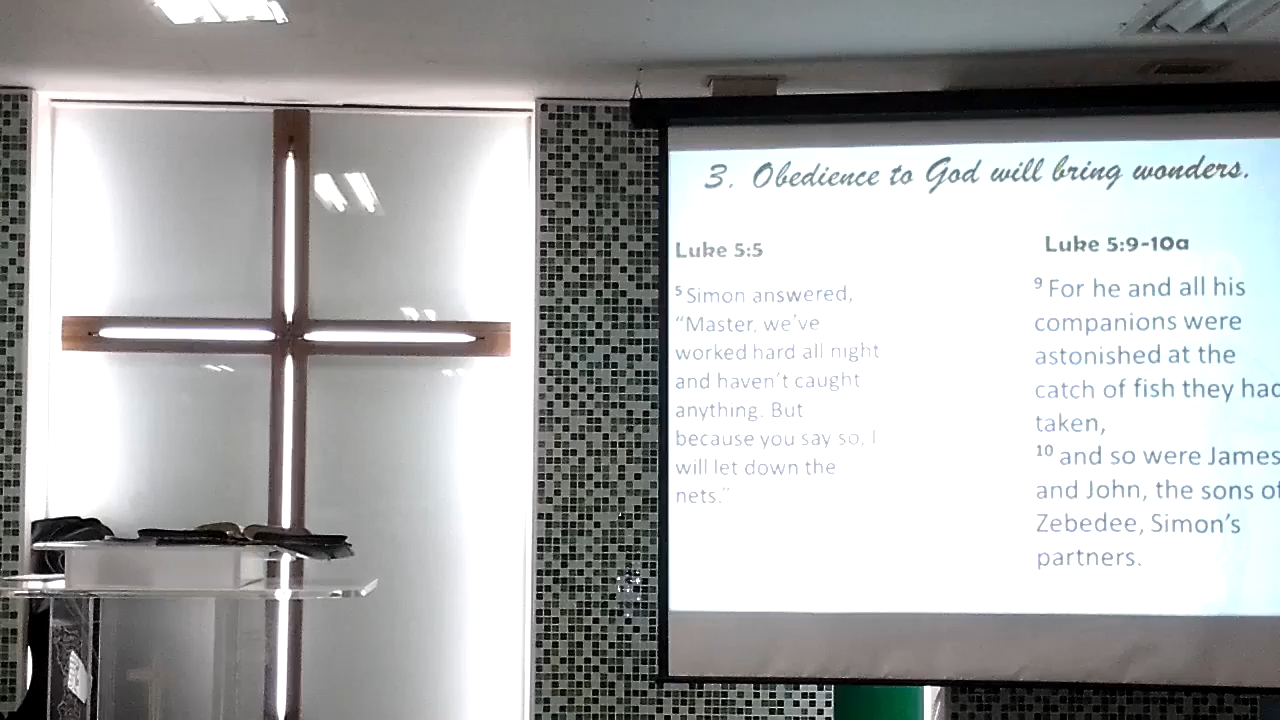 3. Obedience to God will bring wonders.
Luke 5:5
5 Simon answered,
“Master, we’ve
worked hard all night
and haven’t caught
anything. But
because you say so, I
will let down the
nets.”
Luke 5:9-10a
9 For he and all his
companions were
astonished at the
catch of fish they had
taken,
10 and so were James
and John, the sons of
Zebedee, Simon’s
partners.